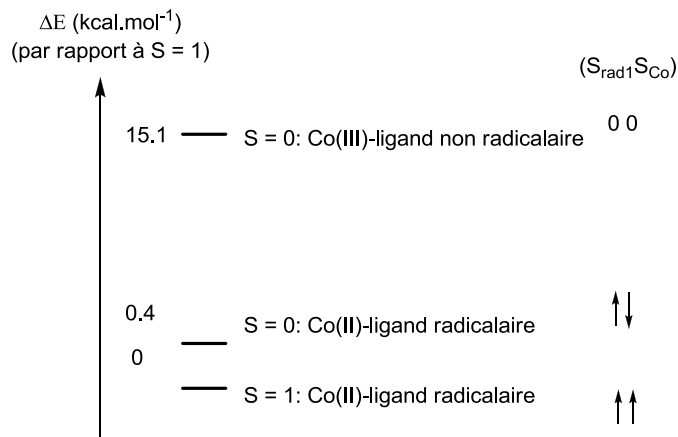 ΔE (kcal.mol⁻¹)
(par rapport à S = 1)
(S_rad1S_Co)
15.1 S = 0: Co(III)-ligand non radicalaire 0 0
0.4 S = 0: Co(II)-ligand radicalaire
0 S = 1: Co(II)-ligand radicalaire